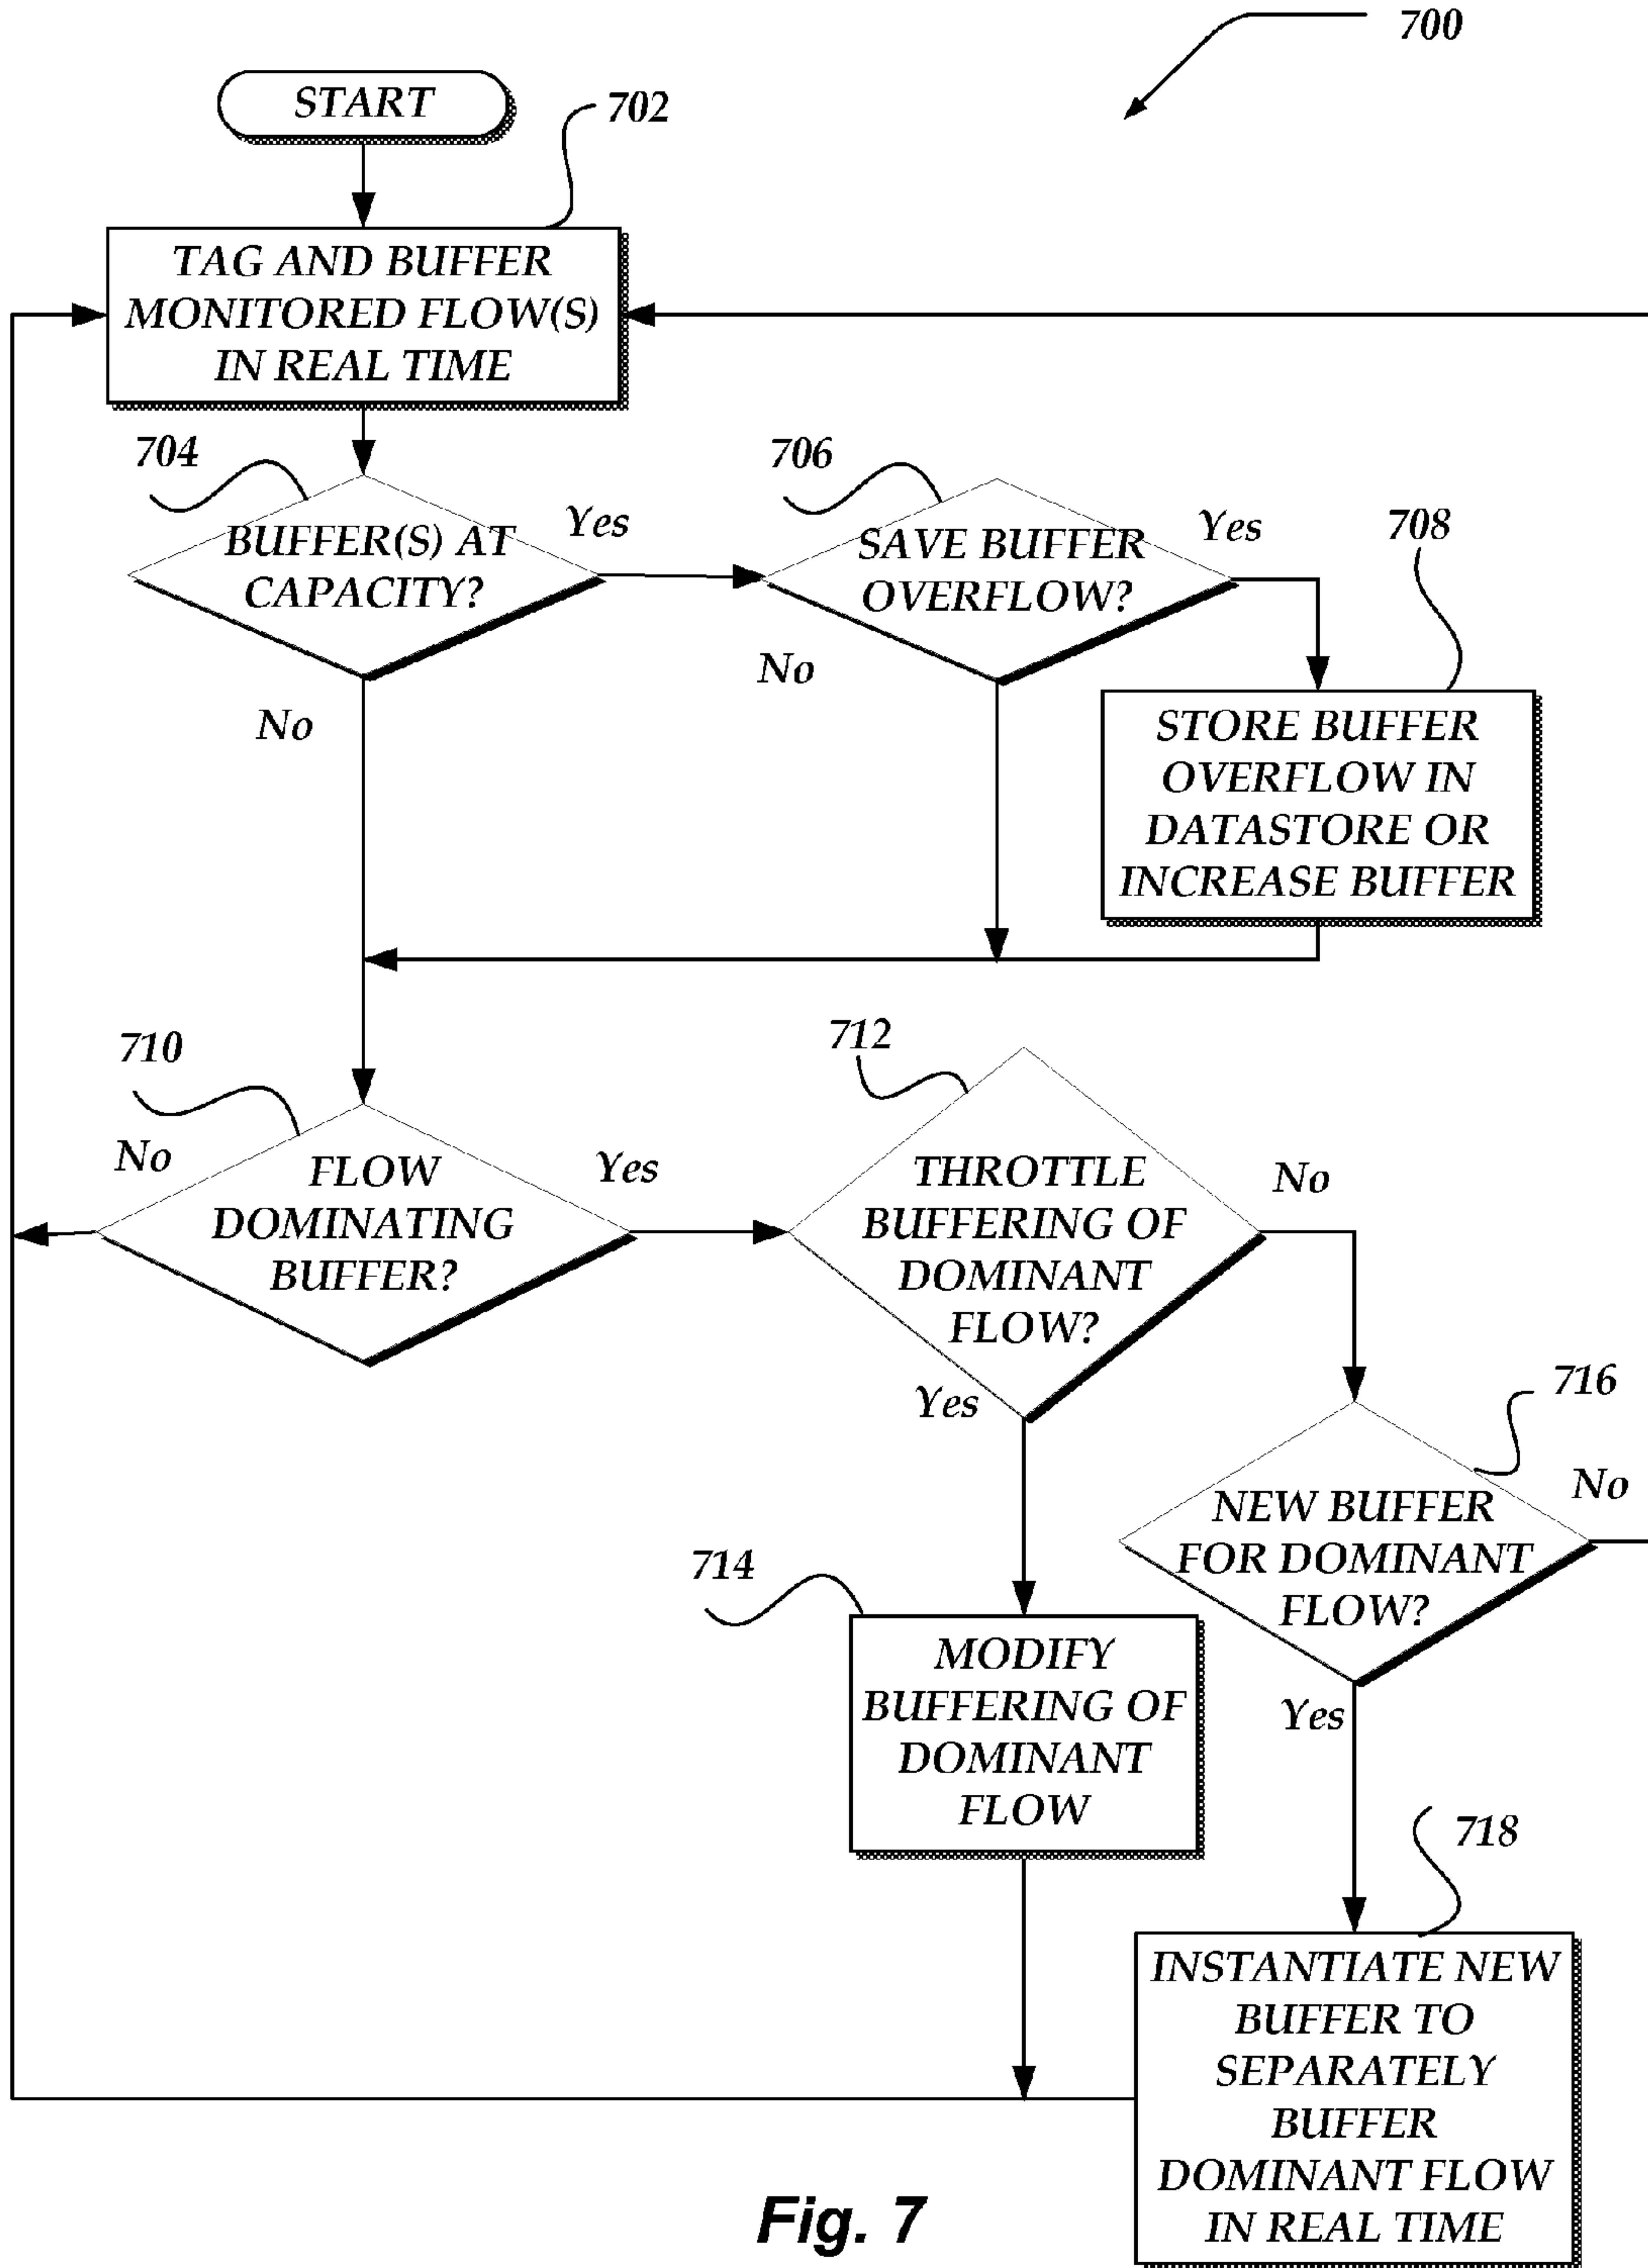 700
START
702
TAG AND BUFFER
MONITORED FLOW(S)
IN REAL TIME
704
BUFFER(S) AT
CAPACITY?
Yes
No
706
SAVE BUFFER
OVERFLOW?
Yes
No
708
STORE BUFFER
OVERFLOW IN
DATASTORE OR
INCREASE BUFFER
710
No
FLOW
DOMINATING
BUFFER?
Yes
712
THROTTLE
BUFFERING OF
DOMINANT
FLOW?
No
Yes
714
MODIFY
BUFFERING OF
DOMINANT
FLOW
716
NEW BUFFER
FOR DOMINANT
FLOW?
No
Yes
718
INSTANTIATE NEW
BUFFER TO
SEPARATELY
BUFFER
DOMINANT FLOW
IN REAL TIME
Fig. 7